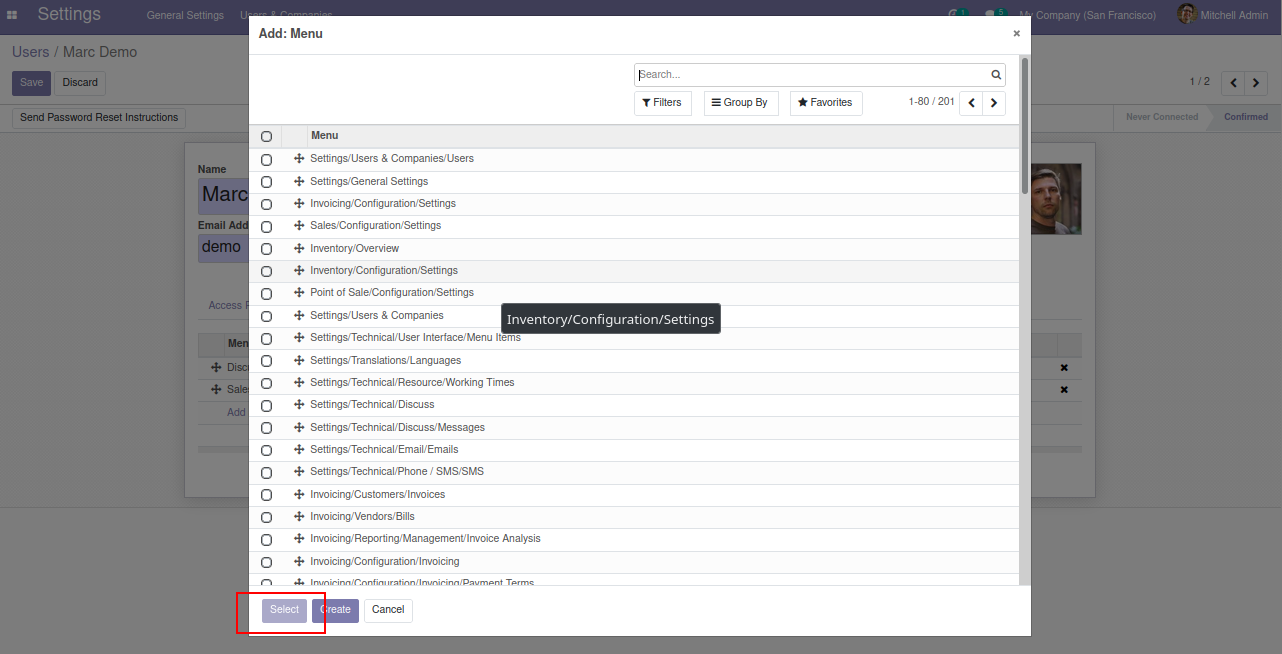 Settings General Settings Users & Companies 1 5 My Company (San Francisco) Mitchell Admin
Add: Menu ×
Users / Marc Demo
Save Discard
1 / 2
Send Password Reset Instructions
Never Connected Confirmed
Search...
Filters Group By Favorites 1-80 / 201
Menu
Settings/Users & Companies/Users
Settings/General Settings
Invoicing/Configuration/Settings
Sales/Configuration/Settings
Inventory/Overview
Inventory/Configuration/Settings
Point of Sale/Configuration/Settings
Settings/Users & Companies
Inventory/Configuration/Settings
Settings/Technical/User Interface/Menu Items
Settings/Translations/Languages
Settings/Technical/Resource/Working Times
Settings/Technical/Discuss
Settings/Technical/Discuss/Messages
Settings/Technical/Email/Emails
Settings/Technical/Phone / SMS/SMS
Invoicing/Customers/Invoices
Invoicing/Vendors/Bills
Invoicing/Reporting/Management/Invoice Analysis
Invoicing/Configuration/Invoicing
Invoicing/Configuration/Invoicing/Payment Terms
Select Create Cancel
Name
Marc
Email Add
demo
Access
Men
Disc
Sale
Add